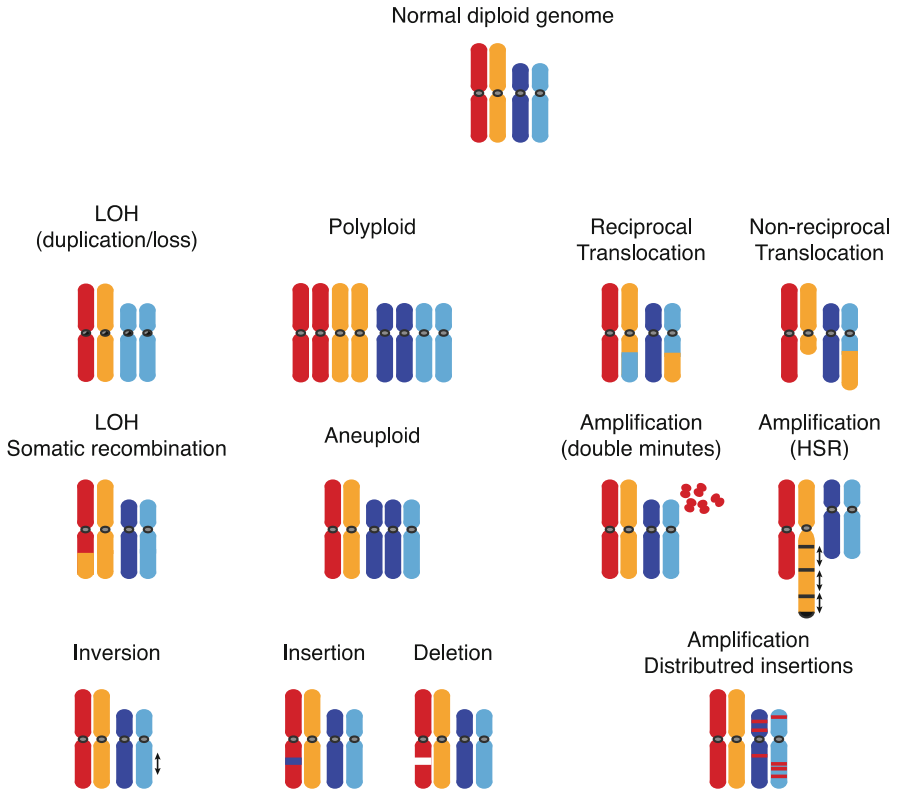 Normal diploid genome
LOH
(duplication/loss)
Polyploid
Reciprocal
Translocation
Non-reciprocal
Translocation
LOH
Somatic recombination
Aneuploid
Amplification
(double minutes)
Amplification
(HSR)
Inversion
Insertion
Deletion
Amplification
Distributred insertions